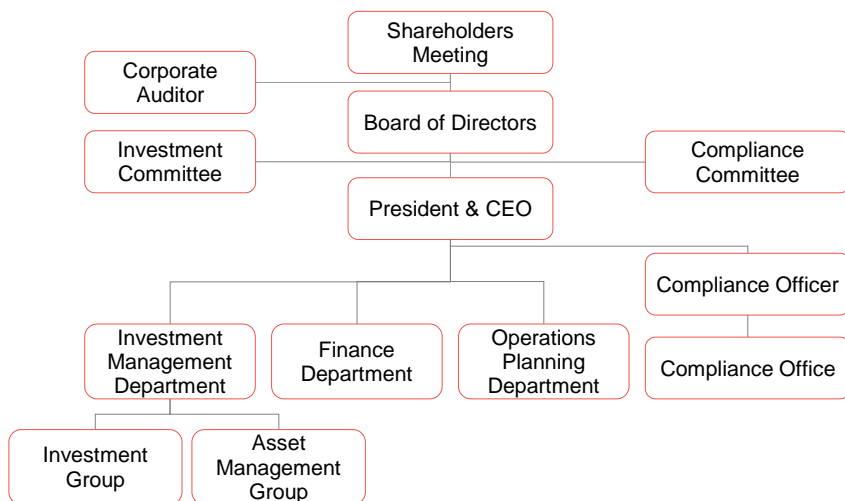 Shareholders
Meeting
Corporate
Auditor
Board of Directors
Investment
Committee
Compliance
Committee
President & CEO
Compliance Officer
Investment
Management
Department
Finance
Department
Operations
Planning
Department
Compliance Office
Investment
Group
Asset
Management
Group